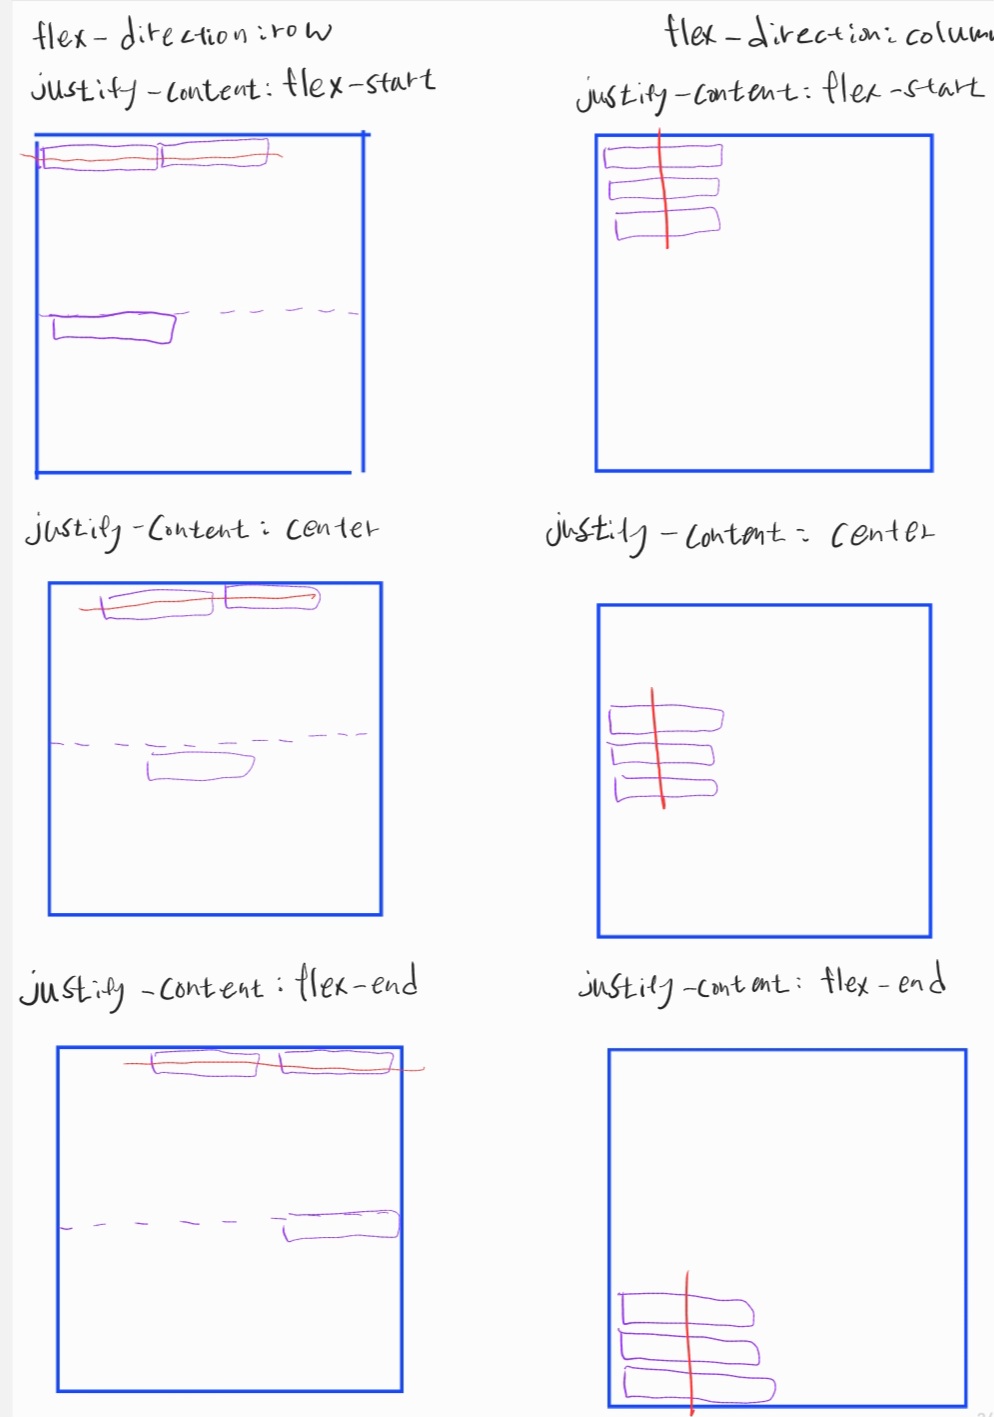 flex-direction:row
justify-content: flex-start
flex-direction: colum
justify-content: flex-start
justify-content: center
justify-content: center
justify-content: flex-end
justify-content: flex-end